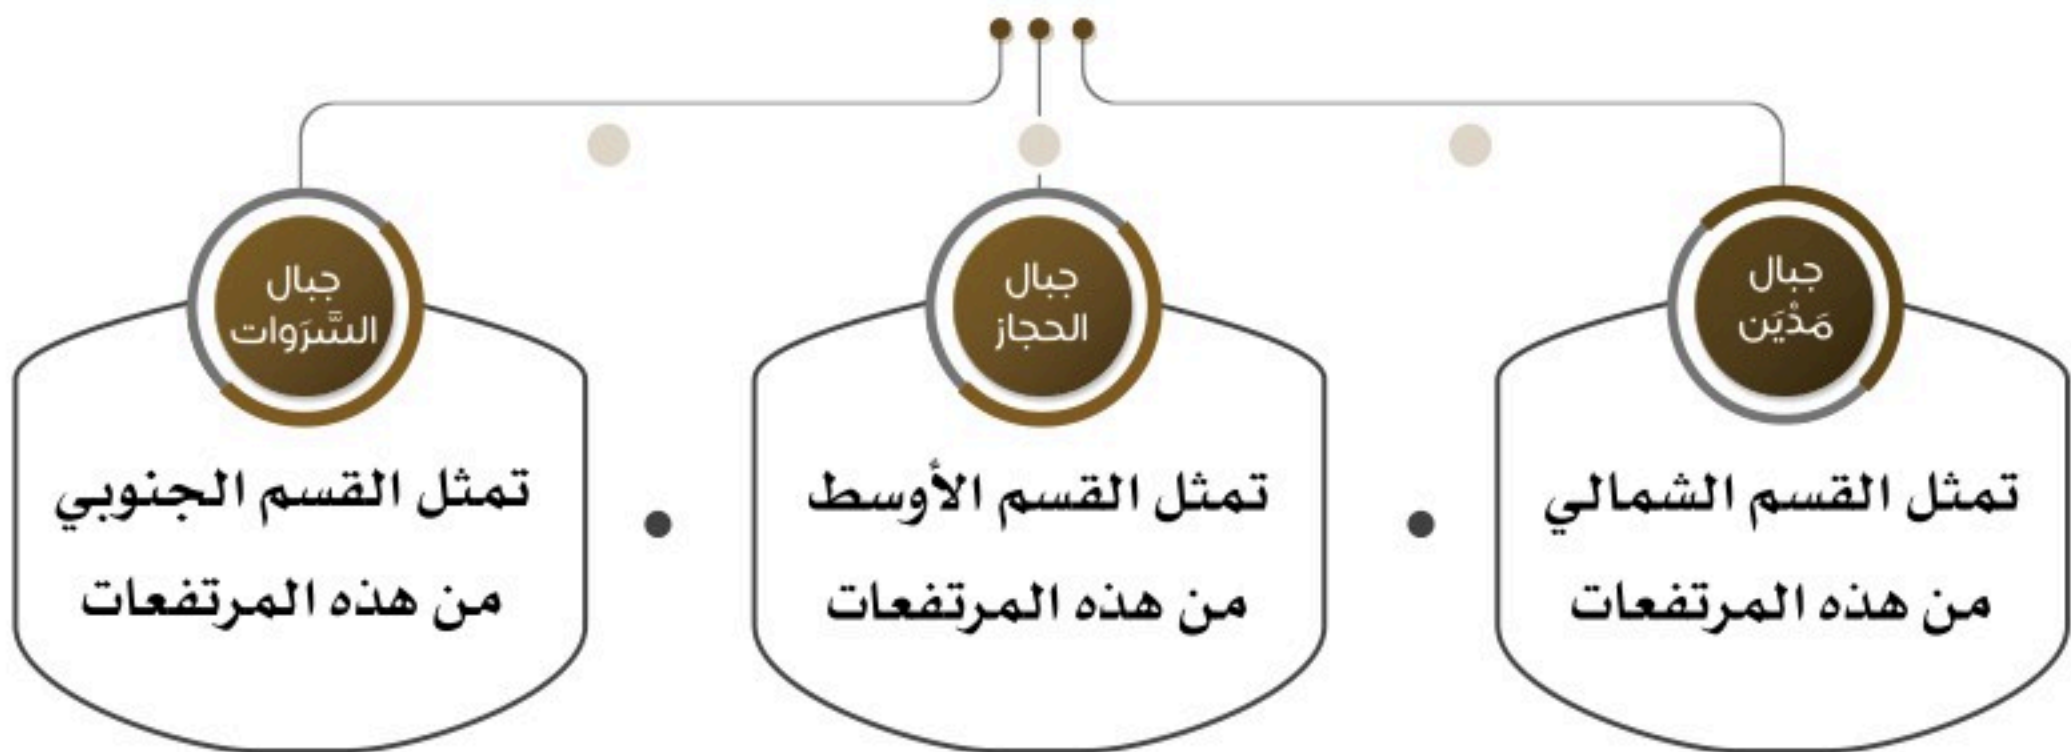 جبال
مَدْيَن
تمثل القسم الشمالي
من هذه المرتفعات
جبال
الحجاز
تمثل القسم الأوسط
من هذه المرتفعات
جبال
السَّرَوات
تمثل القسم الجنوبي
من هذه المرتفعات